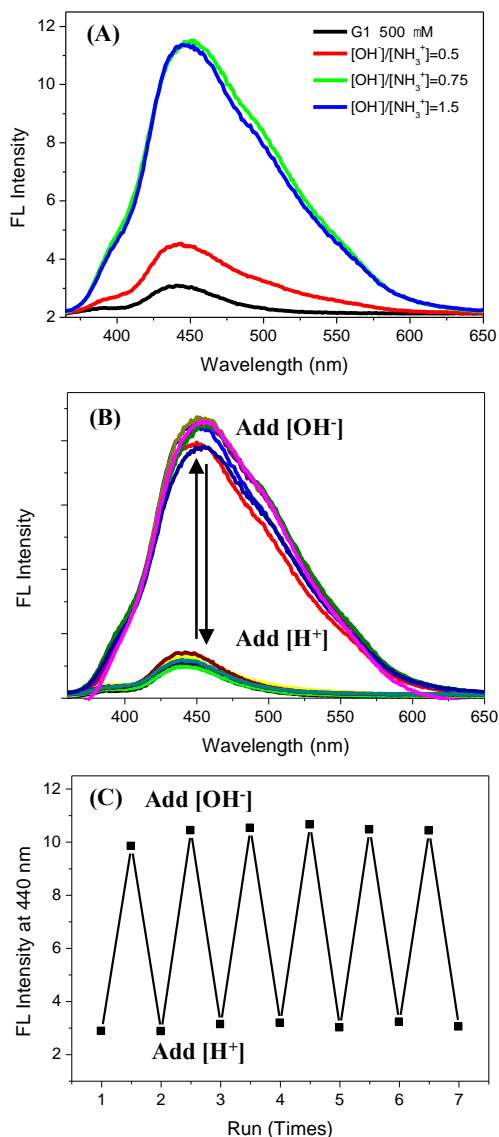 (A)
G1 500 mM
[OH⁻]/[NH₃⁺]=0.5
[OH⁻]/[NH₃⁺]=0.75
[OH⁻]/[NH₃⁺]=1.5
12
10
8
6
4
2
FL Intensity
400 450 500 550 600 650
Wavelength (nm)
(B)
Add [OH⁻]
Add [H⁺]
FL Intensity
400 450 500 550 600 650
Wavelength (nm)
(C)
Add [OH⁻]
12
10
8
6
4
2
FL Intensity at 440 nm
Add [H⁺]
1 2 3 4 5 6 7
Run (Times)